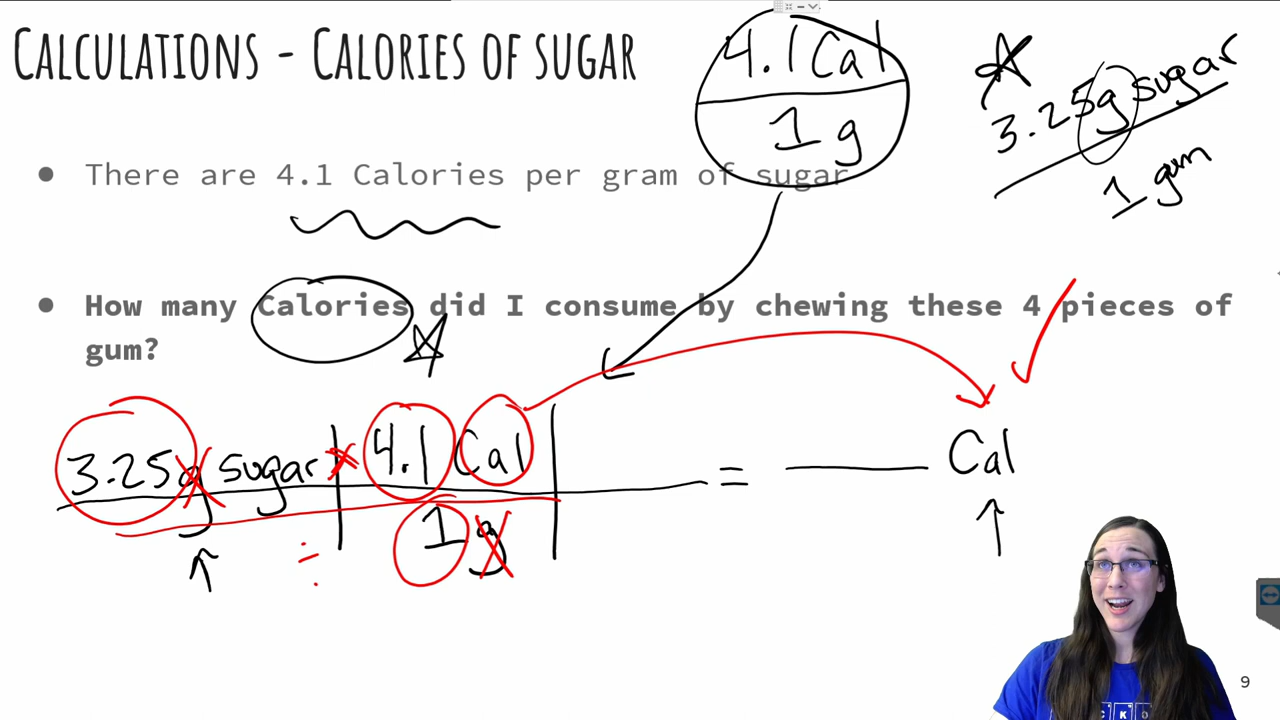 CALCULATIONS - CALORIES OF SUGAR
4.1 Cal
1 g
3.25g sugar
1 gum
• There are 4.1 Calories per gram of sugar
• How many Calories did I consume by chewing these 4 pieces of
gum?
3.25g sugar × 4.1 Cal = ____ Cal
÷ 1 g
C K D
9